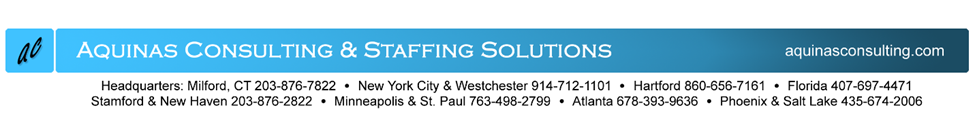 ac AQUINAS CONSULTING & STAFFING SOLUTIONS aquinasconsulting.com
Headquarters: Milford, CT 203-876-7822 • New York City & Westchester 914-712-1101 • Hartford 860-656-7161 • Florida 407-697-4471
Stamford & New Haven 203-876-2822 • Minneapolis & St. Paul 763-498-2799 • Atlanta 678-393-9636 • Phoenix & Salt Lake 435-674-2006